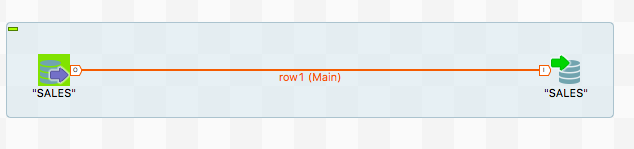 O
I
row1 (Main)
"SALES"
"SALES"